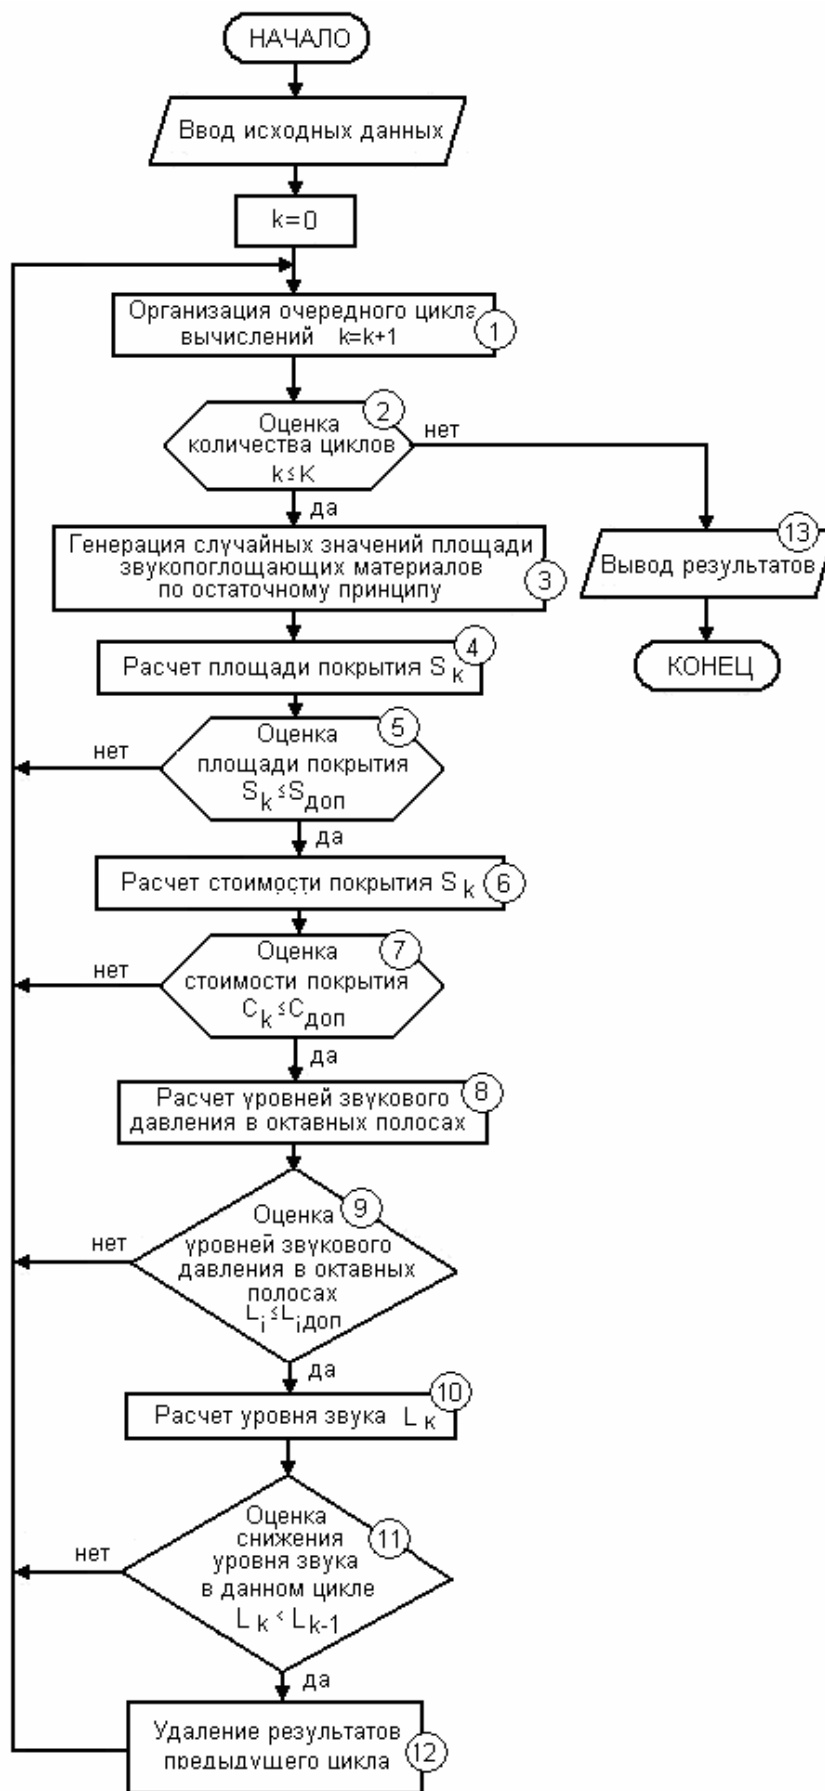 НАЧАЛО
Ввод исходных данных
k=0
Организация очередного цикла
вычислений k=k+1
1
2
Оценка
количества циклов
k≤K
нет
да
Генерация случайных значений площади
звукопоглощающих материалов
по остаточному принципу
3
13
Вывод результатов
КОНЕЦ
4
Расчет площади покрытия S k
5
Оценка
площади покрытия
S k ≤S доп
нет
да
Расчет стоимости покрытия S k
6
7
Оценка
стоимости покрытия
C k ≤C доп
нет
да
8
Расчет уровней звукового
давления в октавных полосах
9
Оценка
уровней звукового
давления в октавных
полосах
L i ≤L i доп
нет
да
10
Расчет уровня звука L к
11
Оценка
снижения
уровня звука
в данном цикле
L k < L k-1
нет
да
Удаление результатов
предыдущего цикла
12